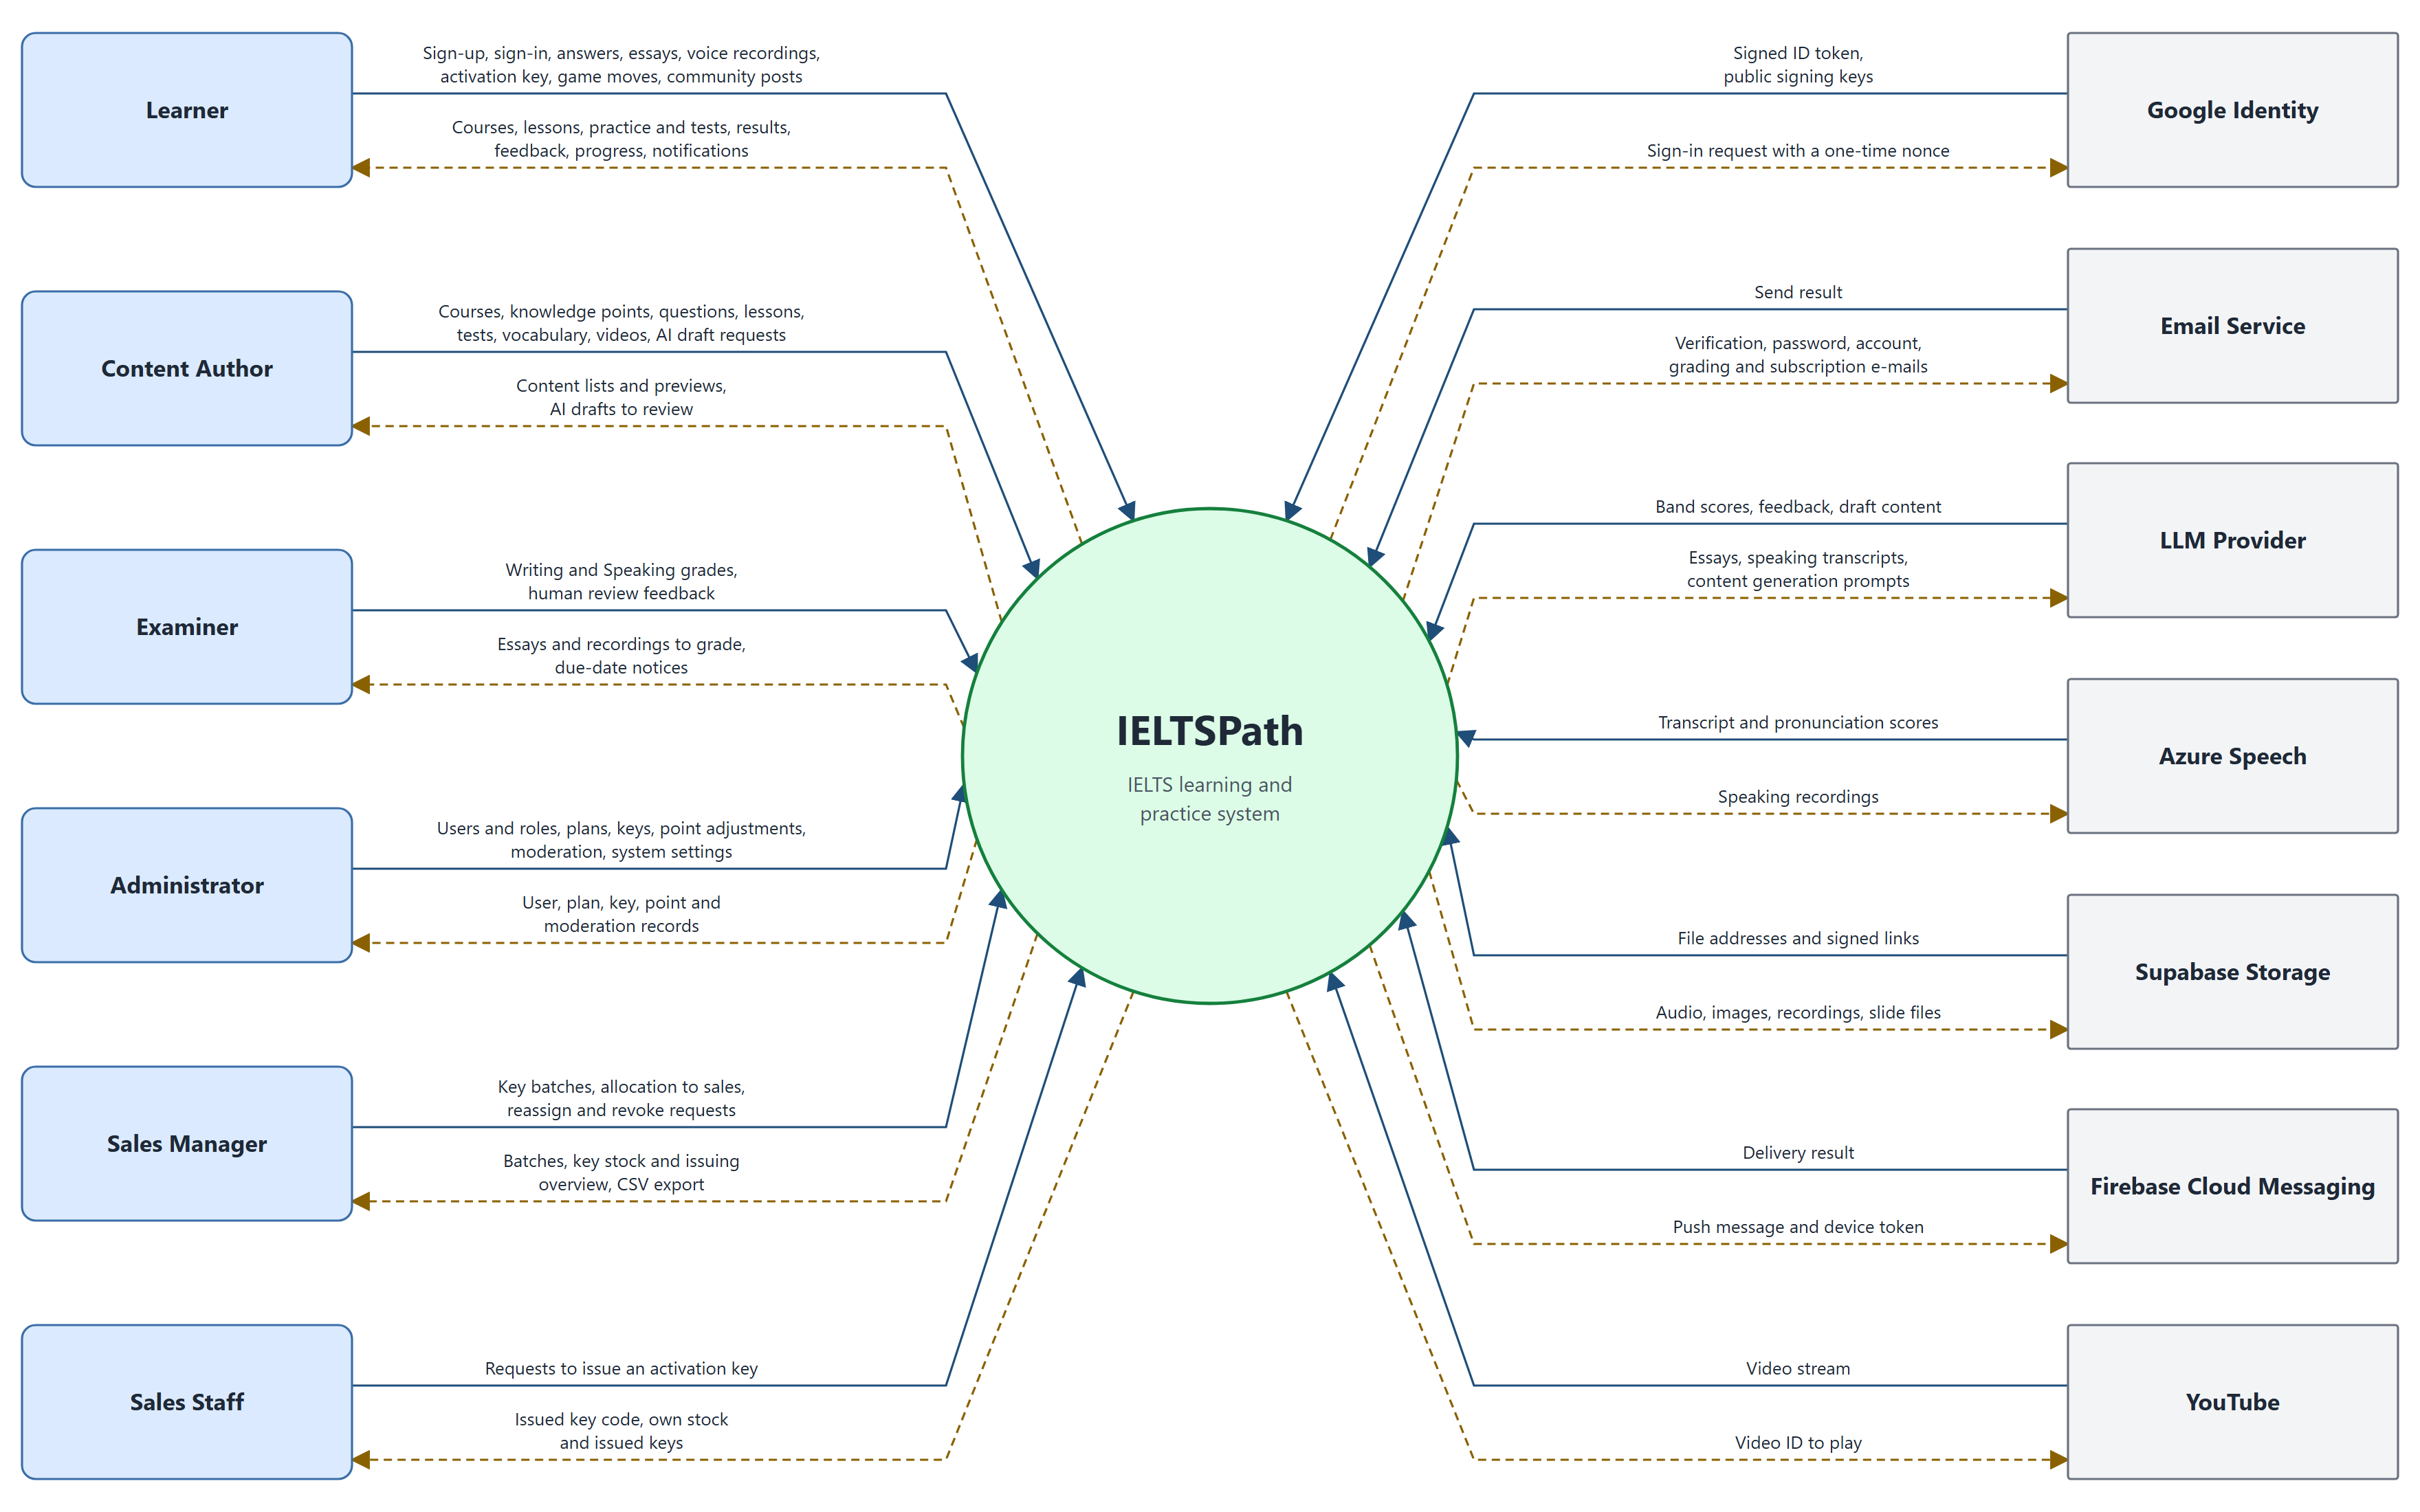 Learner
Sign-up, sign-in, answers, essays, voice recordings,
activation key, game moves, community posts
Courses, lessons, practice and tests, results,
feedback, progress, notifications
Content Author
Courses, knowledge points, questions, lessons,
tests, vocabulary, videos, AI draft requests
Content lists and previews,
AI drafts to review
Examiner
Writing and Speaking grades,
human review feedback
Essays and recordings to grade,
due-date notices
Administrator
Users and roles, plans, keys, point adjustments,
moderation, system settings
User, plan, key, point and
moderation records
Sales Manager
Key batches, allocation to sales,
reassign and revoke requests
Batches, key stock and issuing
overview, CSV export
Sales Staff
Requests to issue an activation key
Issued key code, own stock
and issued keys
IELTSPath
IELTS learning and
practice system
Signed ID token,
public signing keys
Sign-in request with a one-time nonce
Google Identity
Send result
Verification, password, account,
grading and subscription e-mails
Email Service
Band scores, feedback, draft content
Essays, speaking transcripts,
content generation prompts
LLM Provider
Transcript and pronunciation scores
Speaking recordings
Azure Speech
File addresses and signed links
Audio, images, recordings, slide files
Supabase Storage
Delivery result
Push message and device token
Firebase Cloud Messaging
Video stream
Video ID to play
YouTube